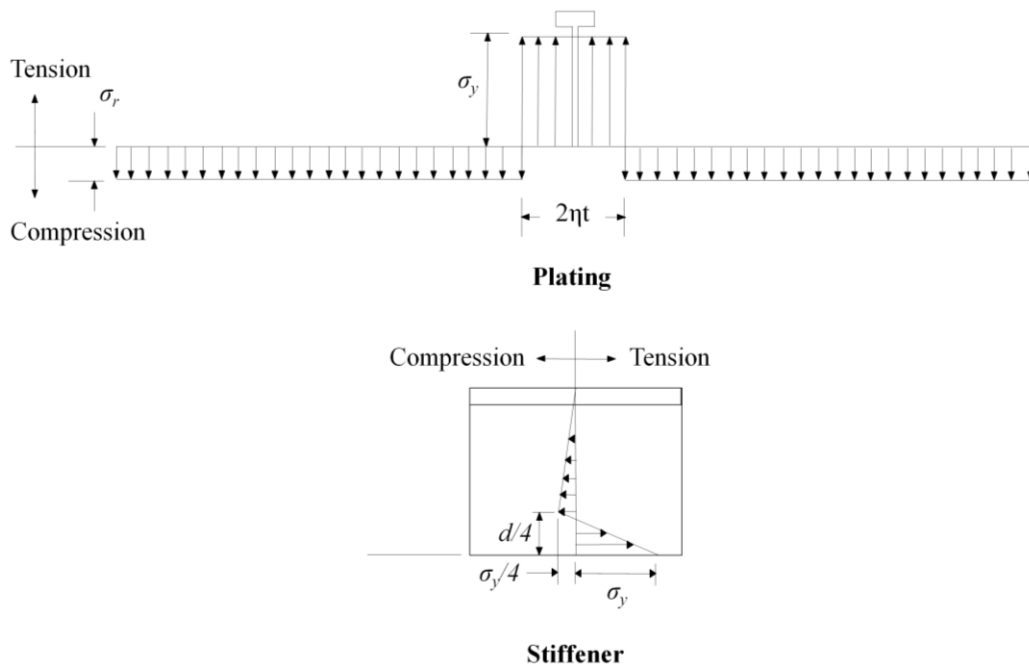 Tension
σr
σy
Compression
2ηt
Plating
Compression
Tension
d/4
σy/4
σy
Stiffener